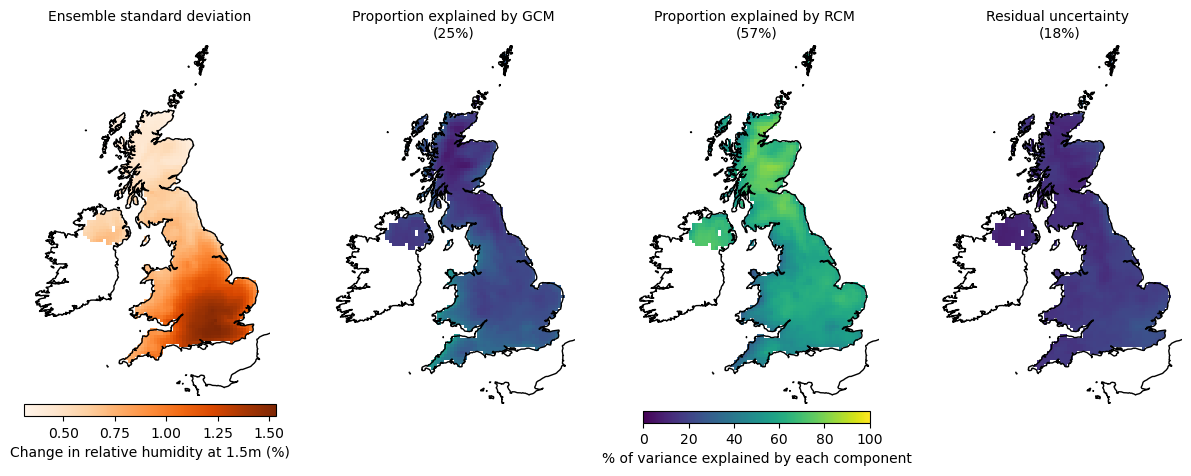 Ensemble standard deviation
Proportion explained by GCM
(25%)
Proportion explained by RCM
(57%)
Residual uncertainty
(18%)
0.50 0.75 1.00 1.25 1.50
Change in relative humidity at 1.5m (%)
0 20 40 60 80 100
% of variance explained by each component